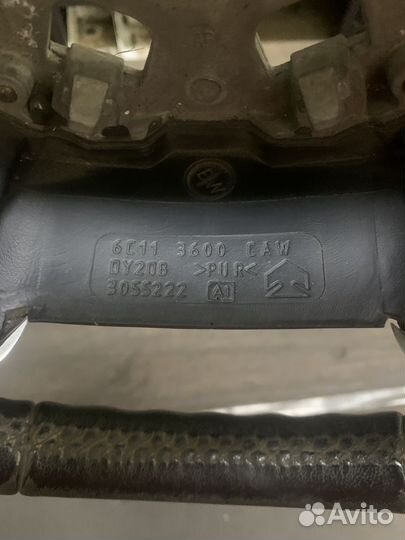 6C11 3600 CAW
DY20B >PUR<
3055222 A1
Avito